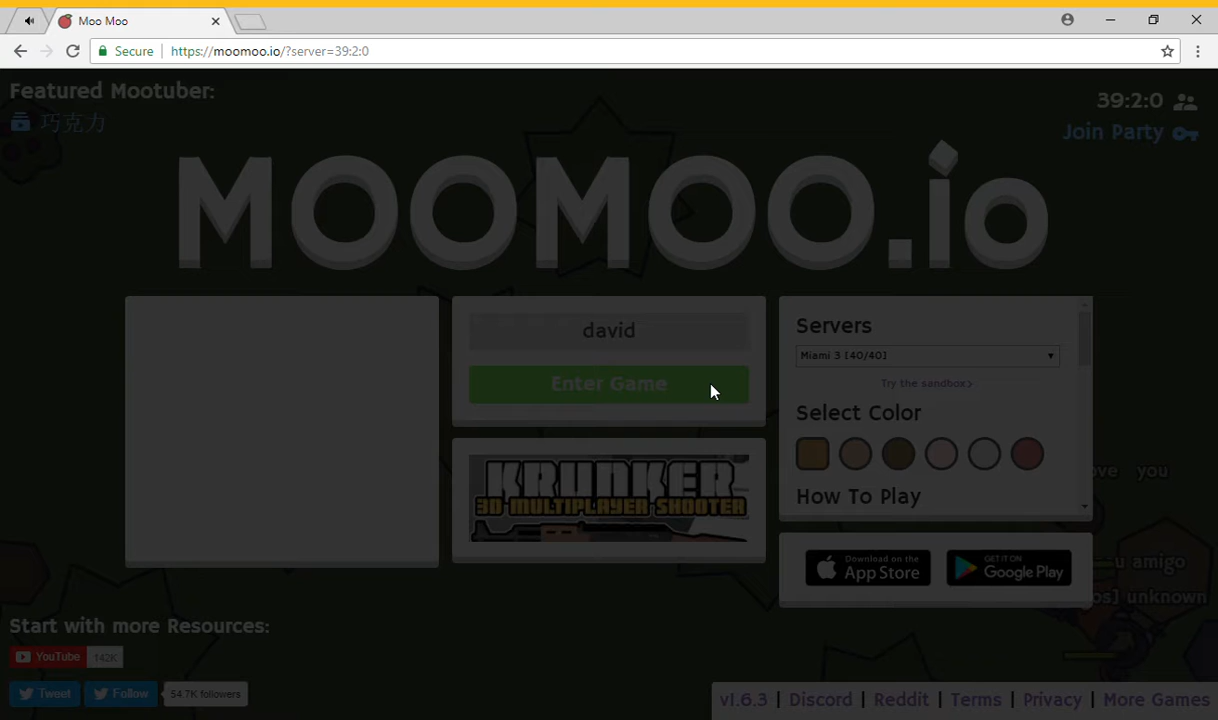 Moo Moo
Secure
https://moomoo.io/?server=39:2:0
Featured Mootuber:
巧克力
39:2:0
Join Party
MOOMOO.io
david
Enter Game
KRUNKER
3D MULTIPLAYER SHOOTER
Servers
Miami 3 [40/40]
Try the sandbox>
Select Color
How To Play
Download on the
App Store
GET IT ON
Google Play
you
u amigo
unknown
Start with more Resources:
YouTube 142K
Tweet Follow 54.7K followers
v1.6.3 | Discord | Reddit | Terms | Privacy | More Games